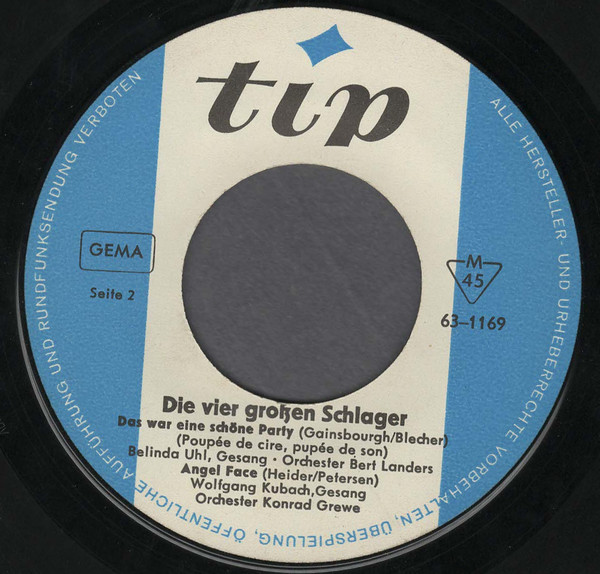 tip
ALLE HERSTELLER- UND URHEBERRECHTE VORBEHALTEN, ÜBERSPIELUNG, ÖFFENTLICHE AUFFÜHRUNG UND RUNDFUNKSENDUNG VERBOTEN
GEMA
Seite 2
M
45
63-1169
Die vier großen Schlager
Das war eine schöne Party (Gainsbourgh/Blecher)
(Poupée de cire, pupée de son)
Belinda Uhl, Gesang · Orchester Bert Landers
Angel Face (Heider/Petersen)
Wolfgang Kubach, Gesang
Orchester Konrad Grewe